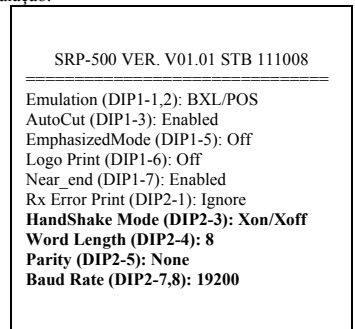 SRP-500 VER. V01.01 STB 111008
================================
Emulation (DIP1-1,2): BXL/POS
AutoCut (DIP1-3): Enabled
EmphasizedMode (DIP1-5): Off
Logo Print (DIP1-6): Off
Near_end (DIP1-7): Enabled
Rx Error Print (DIP2-1): Ignore
HandShake Mode (DIP2-3): Xon/Xoff
Word Length (DIP2-4): 8
Parity (DIP2-5): None
Baud Rate (DIP2-7,8): 19200